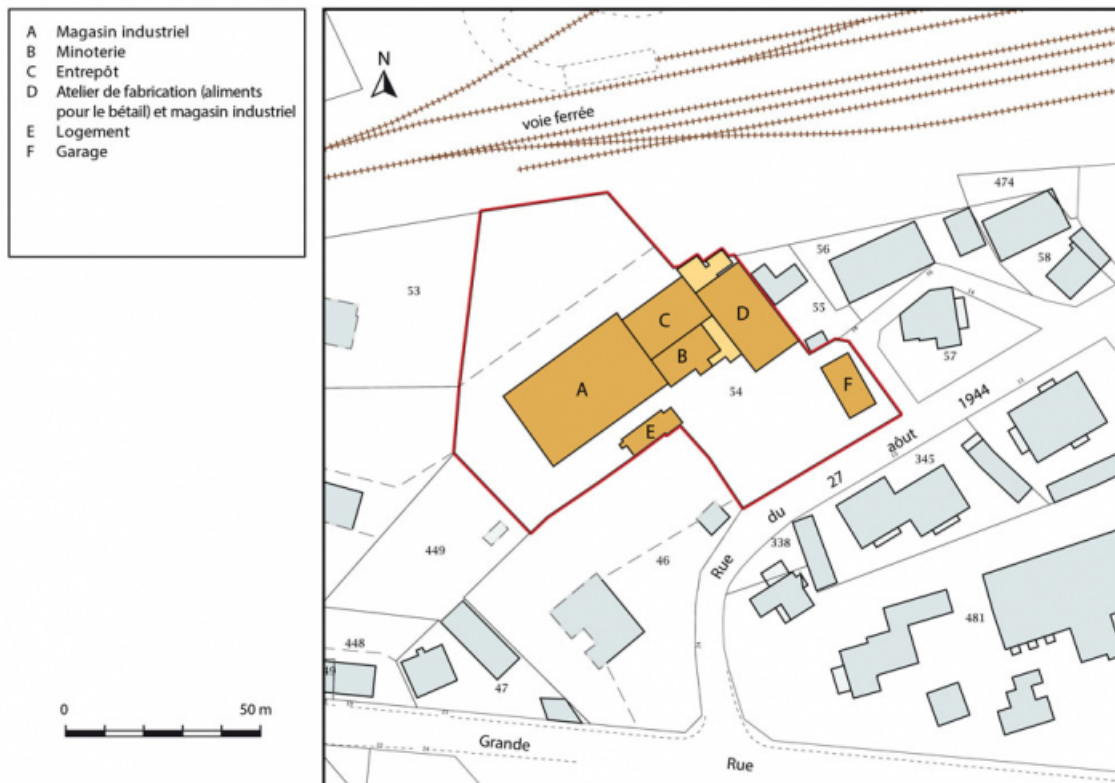 A Magasin industriel
B Minoterie
C Entrepôt
D Atelier de fabrication (aliments
pour le bétail) et magasin industriel
E Logement
F Garage
N
voie ferrée
474
56
58
53
55
57
C
D
B
A
54
F
E
1944
août
27
du
Rue
345
338
449
46
481
448
49
47
0 50 m
Grande
Rue